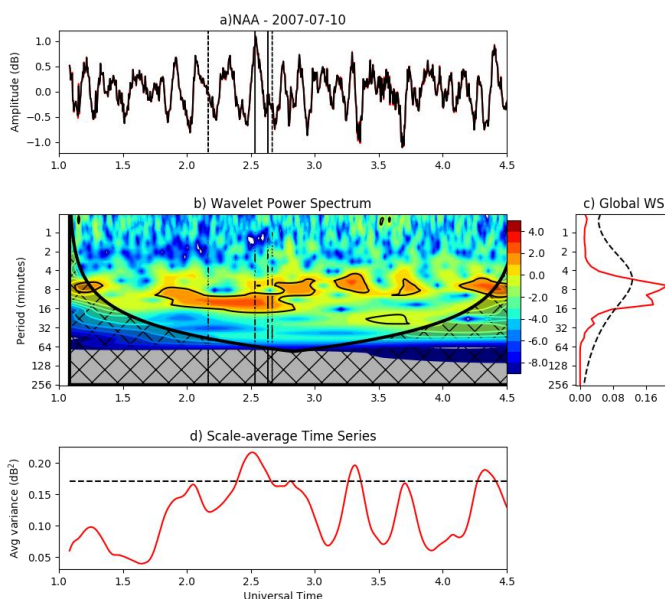 a)NAA - 2007-07-10
Amplitude (dB)
1.0
0.5
0.0
−0.5
−1.0
1.0 1.5 2.0 2.5 3.0 3.5 4.0 4.5
b) Wavelet Power Spectrum
Period (minutes)
1
2
4
8
16
32
64
128
256
1.0 1.5 2.0 2.5 3.0 3.5 4.0 4.5
4.0
2.0
0.0
-2.0
-4.0
-6.0
-8.0
c) Global WS
1
2
4
8
16
32
64
128
256
0.00 0.08 0.16
d) Scale-average Time Series
Avg variance (dB²)
0.20
0.15
0.10
0.05
1.0 1.5 2.0 2.5 3.0 3.5 4.0 4.5
Universal Time